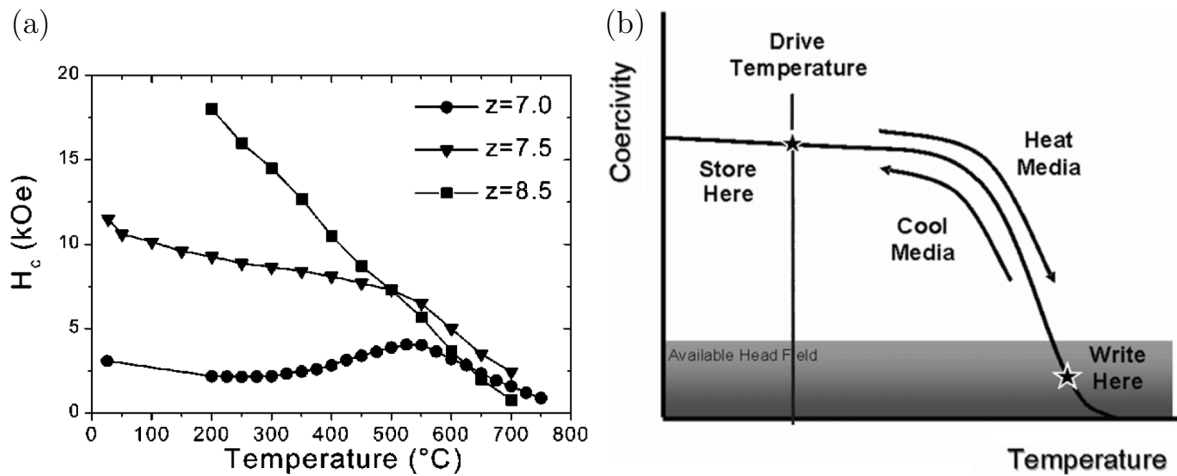 (a)
H_c (kOe)
20
15
10
5
0
0 100 200 300 400 500 600 700 800
Temperature (°C)
z=7.0
z=7.5
z=8.5
(b)
Coercivity
Drive
Temperature
Store
Here
Heat
Media
Cool
Media
Available Head Field
Write
Here
Temperature